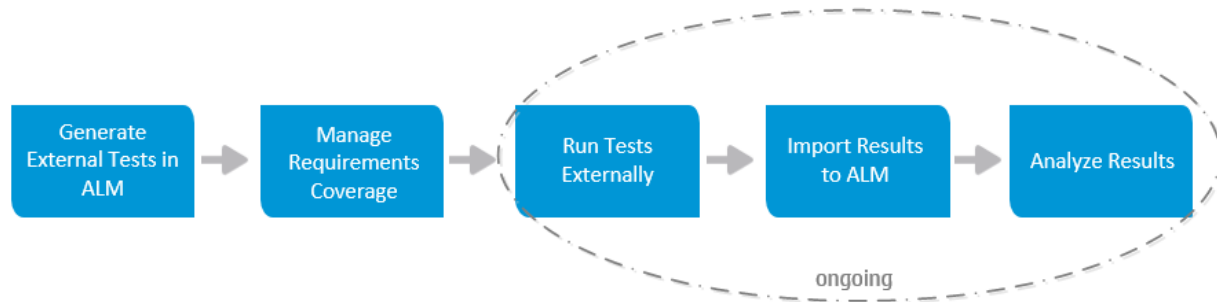 Generate
External Tests in
ALM
Manage
Requirements
Coverage
Run Tests
Externally
Import Results
to ALM
Analyze Results
ongoing